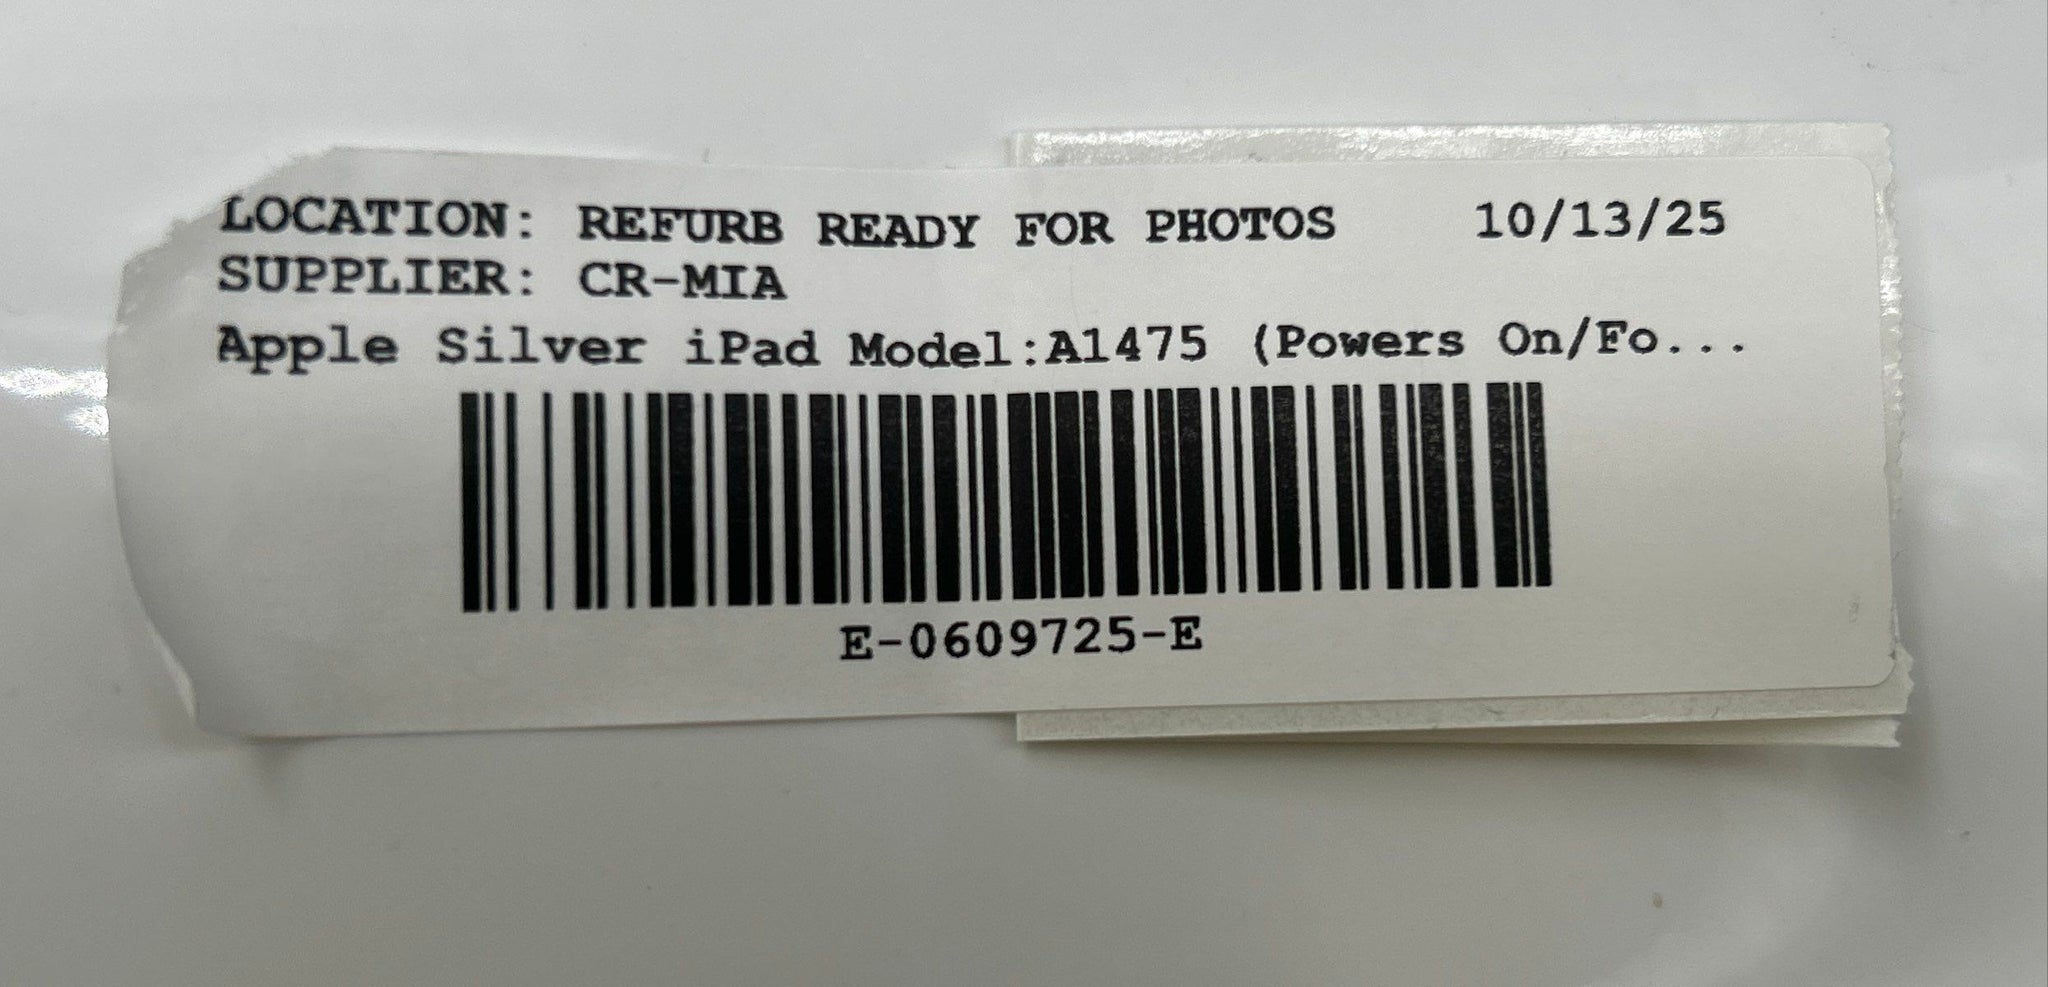 LOCATION: REFURB READY FOR PHOTOS 10/13/25
SUPPLIER: CR-MIA
Apple Silver iPad Model:A1475 (Powers On/Fo...
E-0609725-E